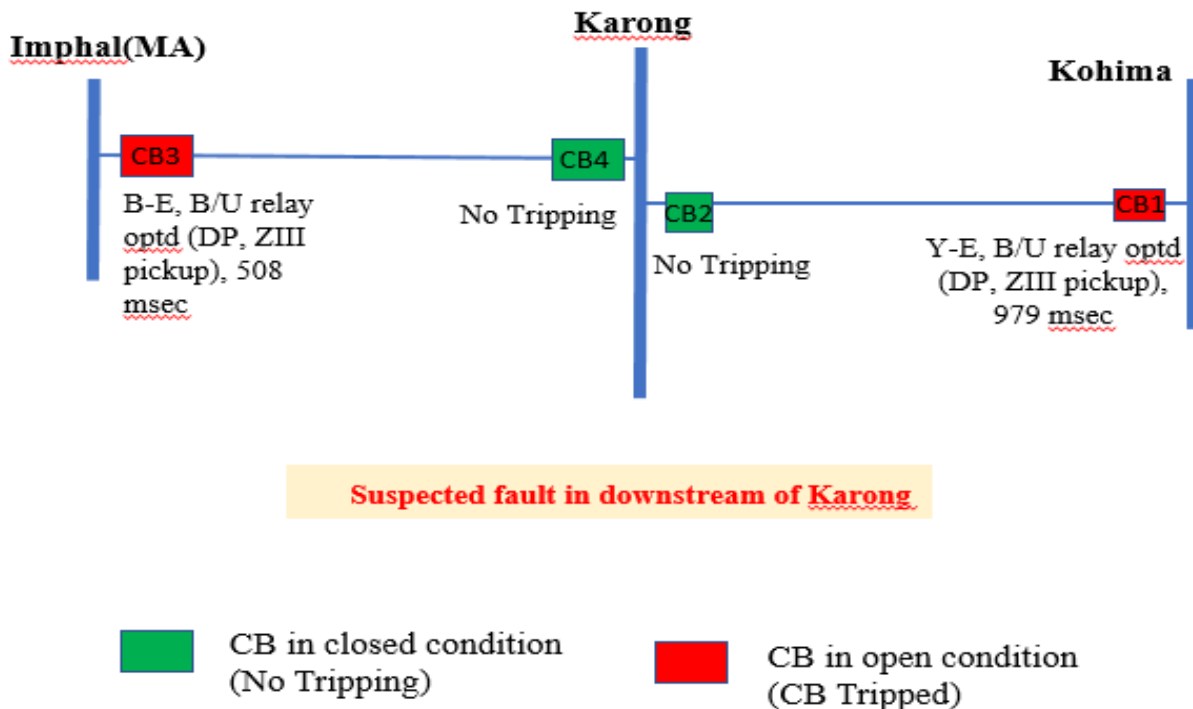 Karong
Imphal(MA)
Kohima
CB3
CB4
CB2
CB1
B-E, B/U relay
optd (DP, ZIII
pickup), 508
msec
No Tripping
No Tripping
Y-E, B/U relay optd
(DP, ZIII pickup),
979 msec
Suspected fault in downstream of Karong
CB in closed condition
(No Tripping)
CB in open condition
(CB Tripped)